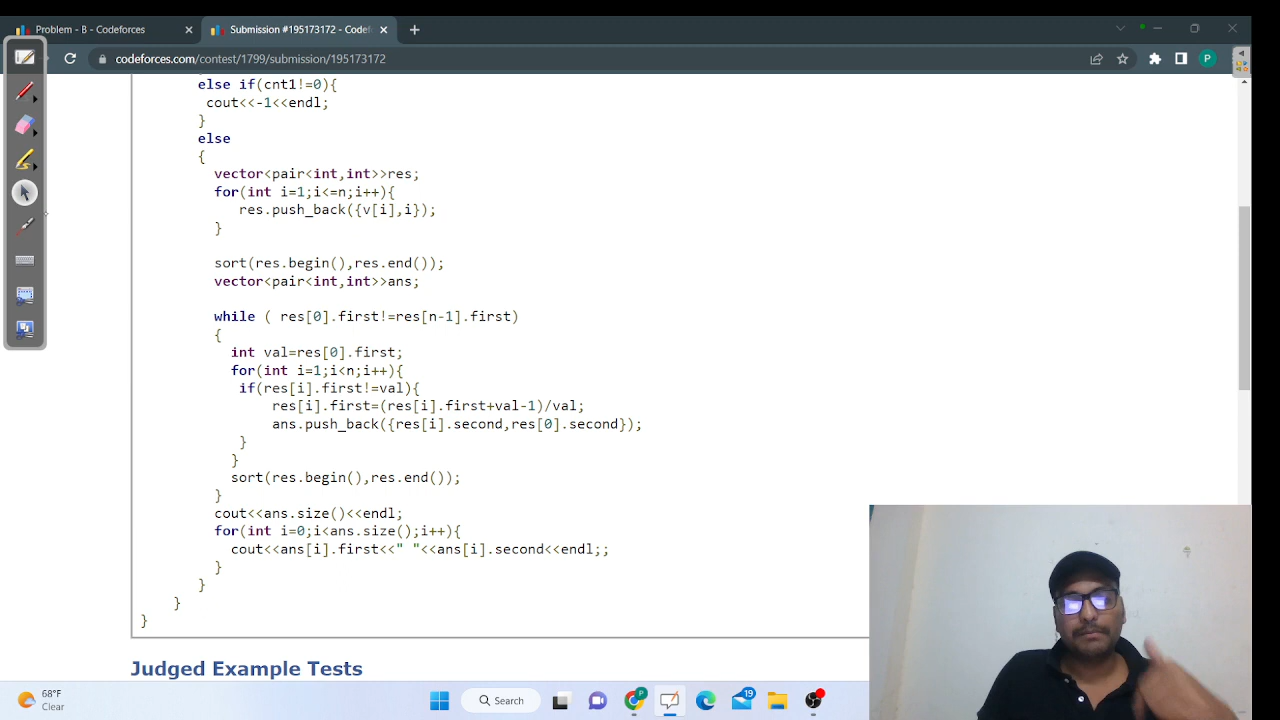 Problem - B - Codeforces
Submission #195173172 - Codef
codeforces.com/contest/1799/submission/195173172
P
else if(cnt1!=0){
cout<<-1<<endl;
}
else
{
vector<pair<int,int>>res;
for(int i=1;i<=n;i++){
res.push_back({v[i],i});
}
sort(res.begin(),res.end());
vector<pair<int,int>>ans;
while ( res[0].first!=res[n-1].first)
{
int val=res[0].first;
for(int i=1;i<n;i++){
if(res[i].first!=val){
res[i].first=(res[i].first+val-1)/val;
ans.push_back({res[i].second,res[0].second});
}
}
sort(res.begin(),res.end());
}
cout<<ans.size()<<endl;
for(int i=0;i<ans.size();i++){
cout<<ans[i].first<<" "<<ans[i].second<<endl;;
}
}
}
}
Judged Example Tests
68°F
Clear
Search
P
19